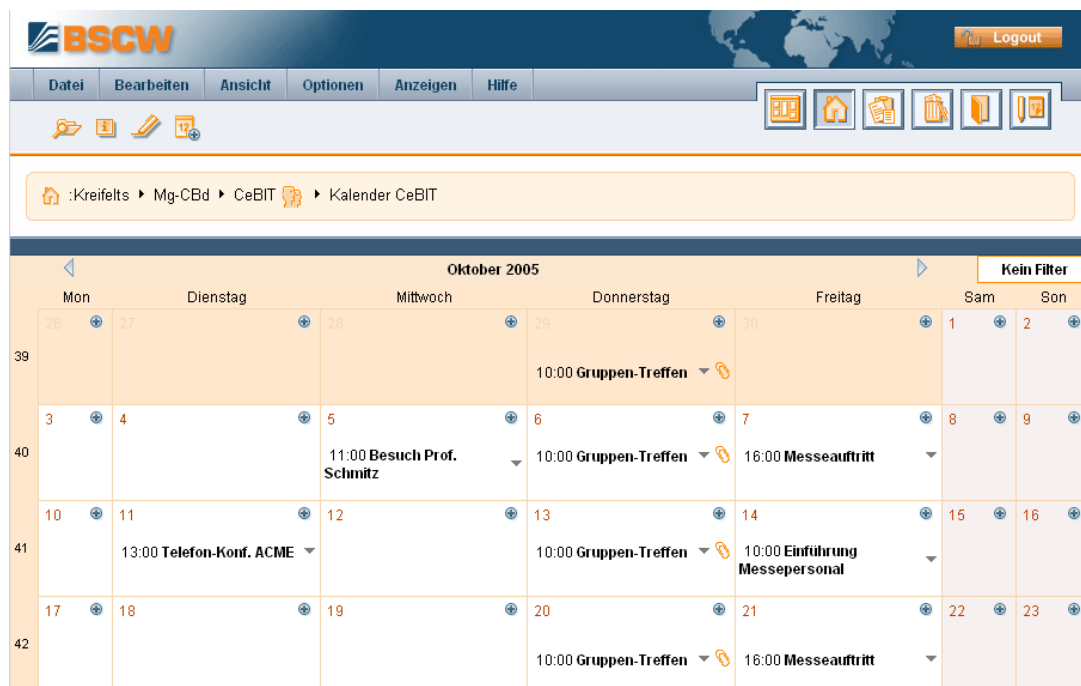 BSCW
Logout
Datei Bearbeiten Ansicht Optionen Anzeigen Hilfe
12
12
:Kreifelts Mg-CBd CeBIT Kalender CeBIT
Oktober 2005 Kein Filter
Mon Dienstag Mittwoch Donnerstag Freitag Sam Son
26 27 28 29 30 1 2
39
10:00 Gruppen-Treffen
3 4 5 6 7 8 9
40
11:00 Besuch Prof.
Schmitz
10:00 Gruppen-Treffen
16:00 Messeauftritt
10 11 12 13 14 15 16
41
13:00 Telefon-Konf. ACME
10:00 Gruppen-Treffen
10:00 Einführung
Messepersonal
17 18 19 20 21 22 23
42
10:00 Gruppen-Treffen
16:00 Messeauftritt